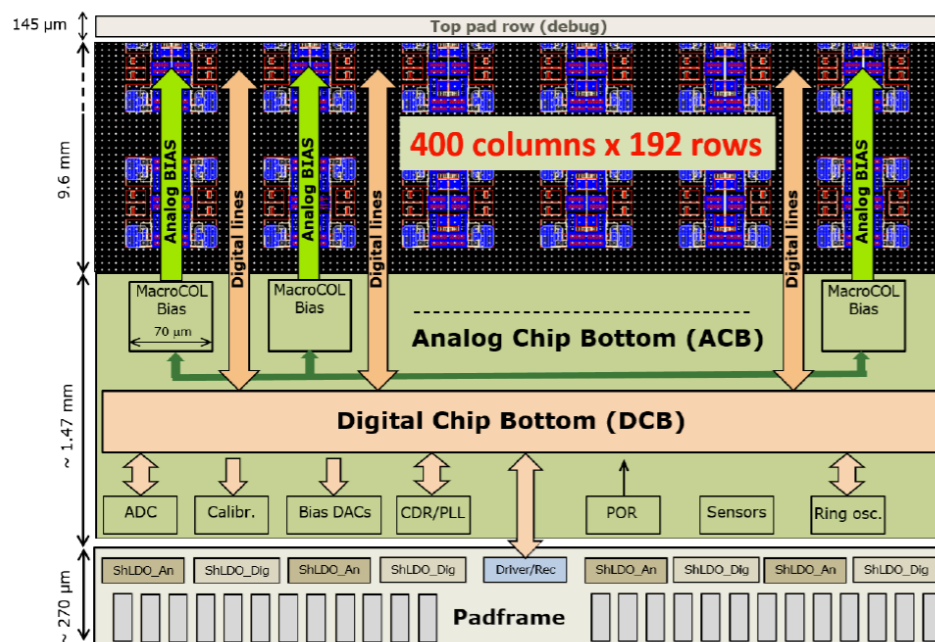 145 µm
Top pad row (debug)
9.6 mm
400 columns x 192 rows
Analog BIAS
Digital lines
Analog BIAS
Digital lines
Digital lines
Analog BIAS
MacroCOL
Bias
70 µm
MacroCOL
Bias
MacroCOL
Bias
Analog Chip Bottom (ACB)
~ 1.47 mm
Digital Chip Bottom (DCB)
ADC
Calibr.
Bias DACs
CDR/PLL
POR
Sensors
Ring osc.
~ 270 µm
ShLDO_An
ShLDO_Dig
ShLDO_An
ShLDO_Dig
Driver/Rec
ShLDO_An
ShLDO_Dig
ShLDO_An
ShLDO_Dig
Padframe